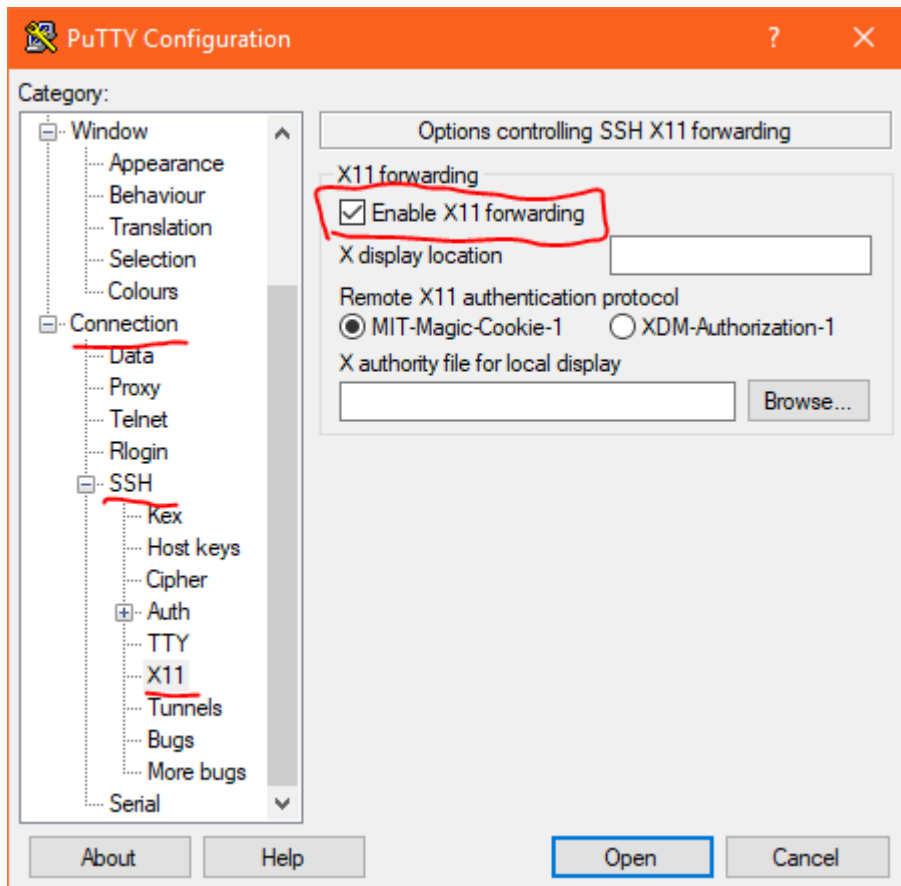 PuTTY Configuration ?
Category:
Window
Appearance
Behaviour
Translation
Selection
Colours
Connection
Data
Proxy
Telnet
Rlogin
SSH
Kex
Host keys
Cipher
Auth
TTY
X11
Tunnels
Bugs
More bugs
Serial
Options controlling SSH X11 forwarding
X11 forwarding
Enable X11 forwarding
X display location
Remote X11 authentication protocol
MIT-Magic-Cookie-1 XDM-Authorization-1
X authority file for local display
Browse...
About Help Open Cancel